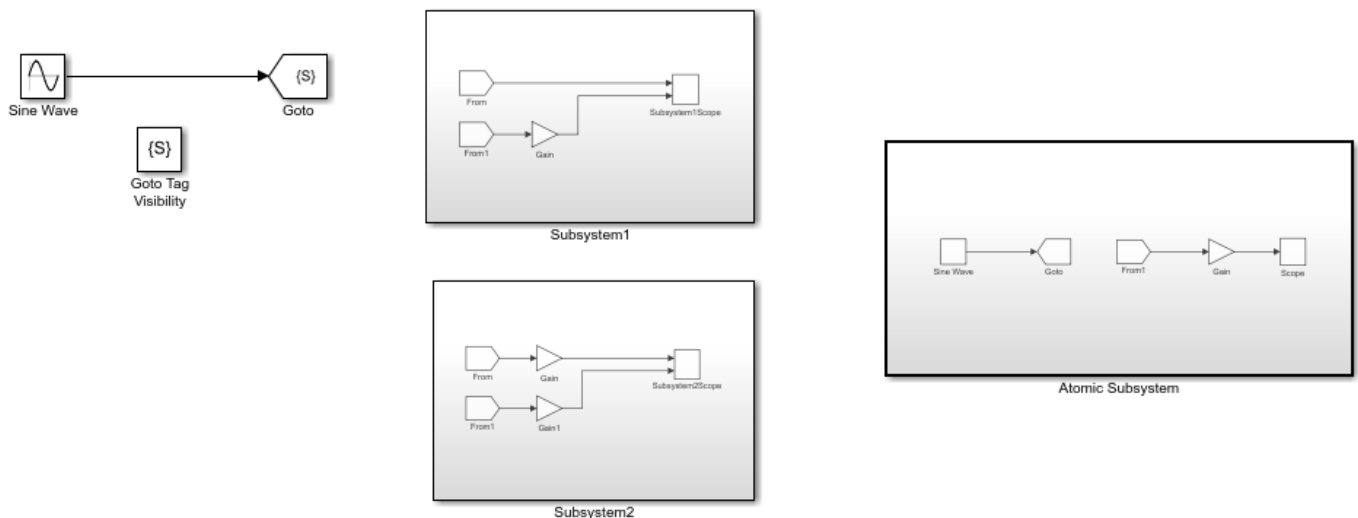 {S}
Sine Wave
Goto
{S}
Goto Tag
Visibility
From
Subsystem1Scope
From1
Gain
Subsystem1
From
Gain
Subsystem2Scope
From1
Gain1
Subsystem2
Sine Wave
Goto
From1
Gain
Scope
Atomic Subsystem